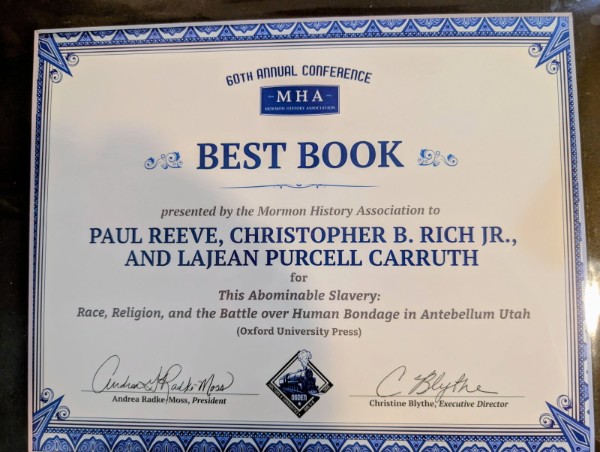 60TH ANNUAL CONFERENCE
MHA
MORMON HISTORY ASSOCIATION
BEST BOOK
presented by the Mormon History Association to
PAUL REEVE, CHRISTOPHER B. RICH JR.,
AND LAJEAN PURCELL CARRUTH
for
This Abominable Slavery:
Race, Religion, and the Battle over Human Bondage in Antebellum Utah
(Oxford University Press)
Andrea G Radke-Moss
C Blythe
OGDEN
Andrea Radke/Moss, President
Christine Blythe, Executive Director